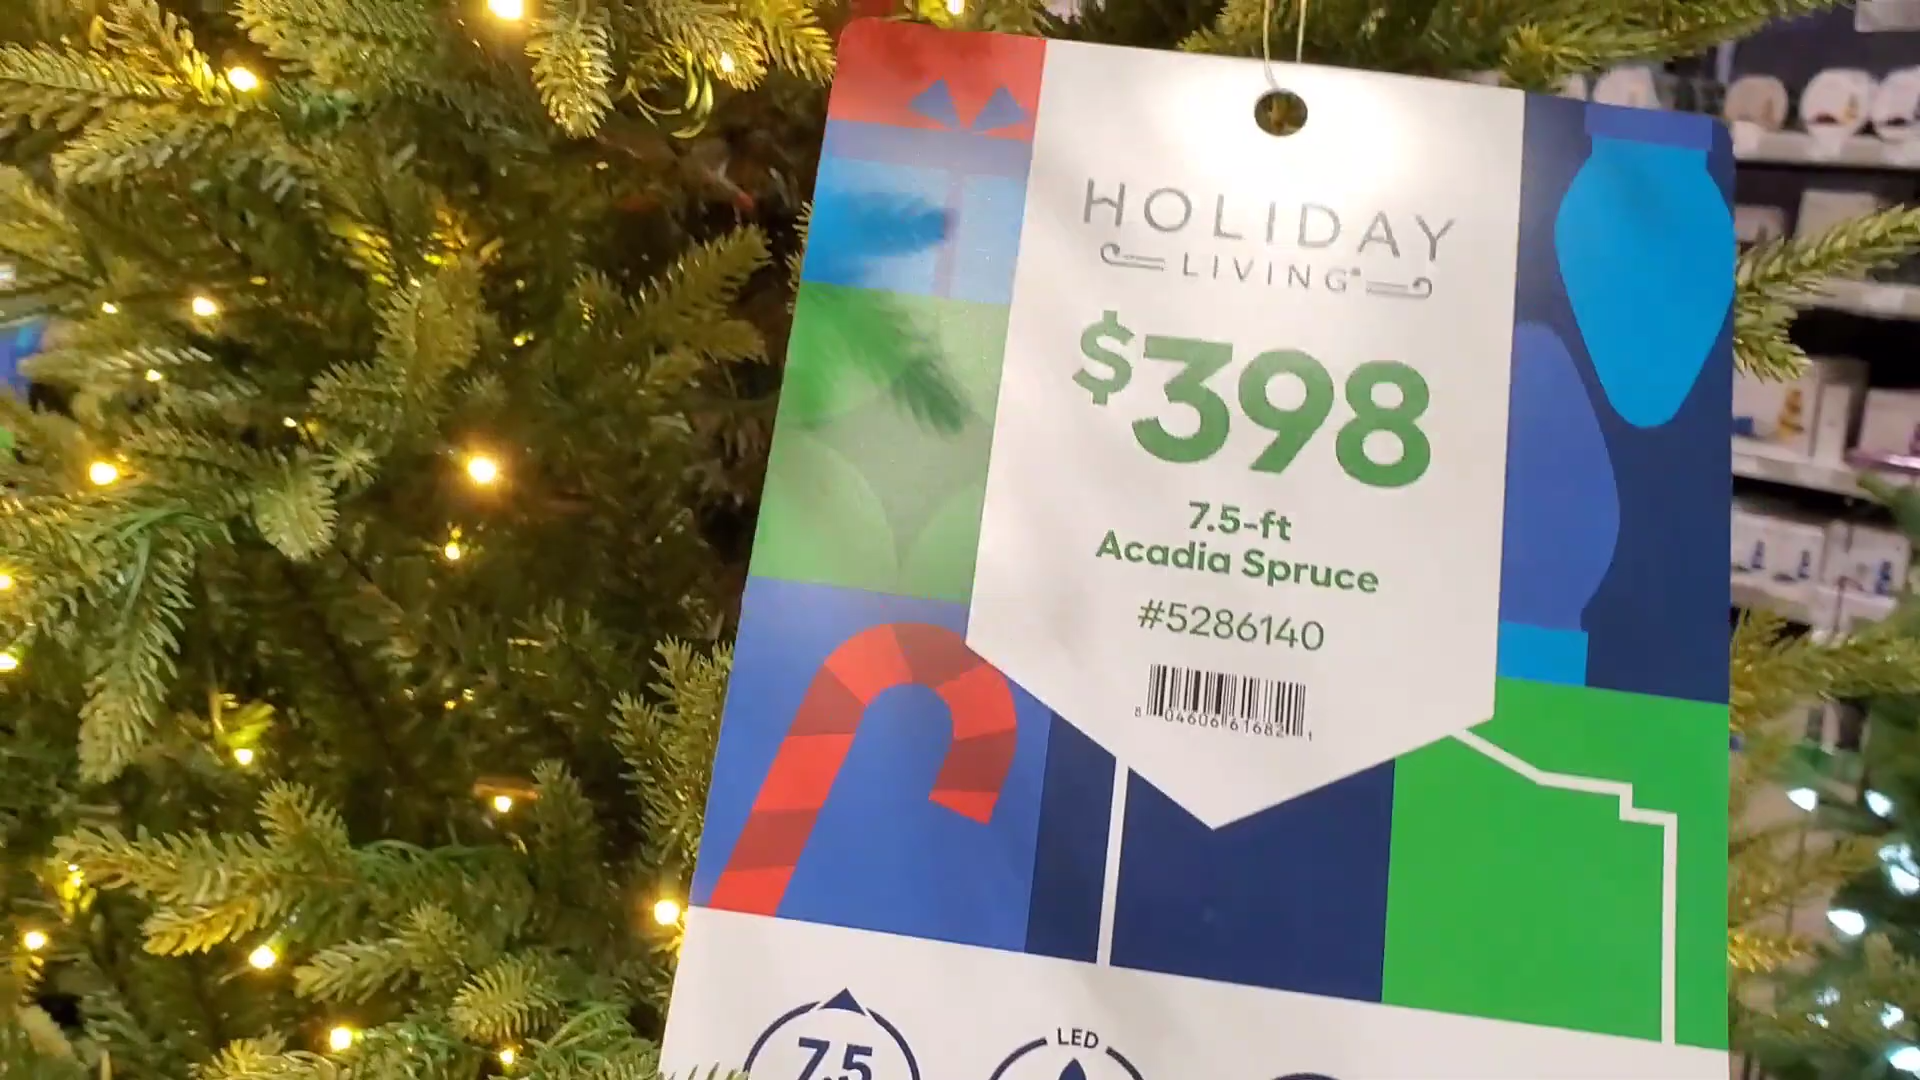 HOLIDAY
LIVING®
$398
7.5-ft
Acadia Spruce
#5286140
8 04606 61682 1
7.5
LED